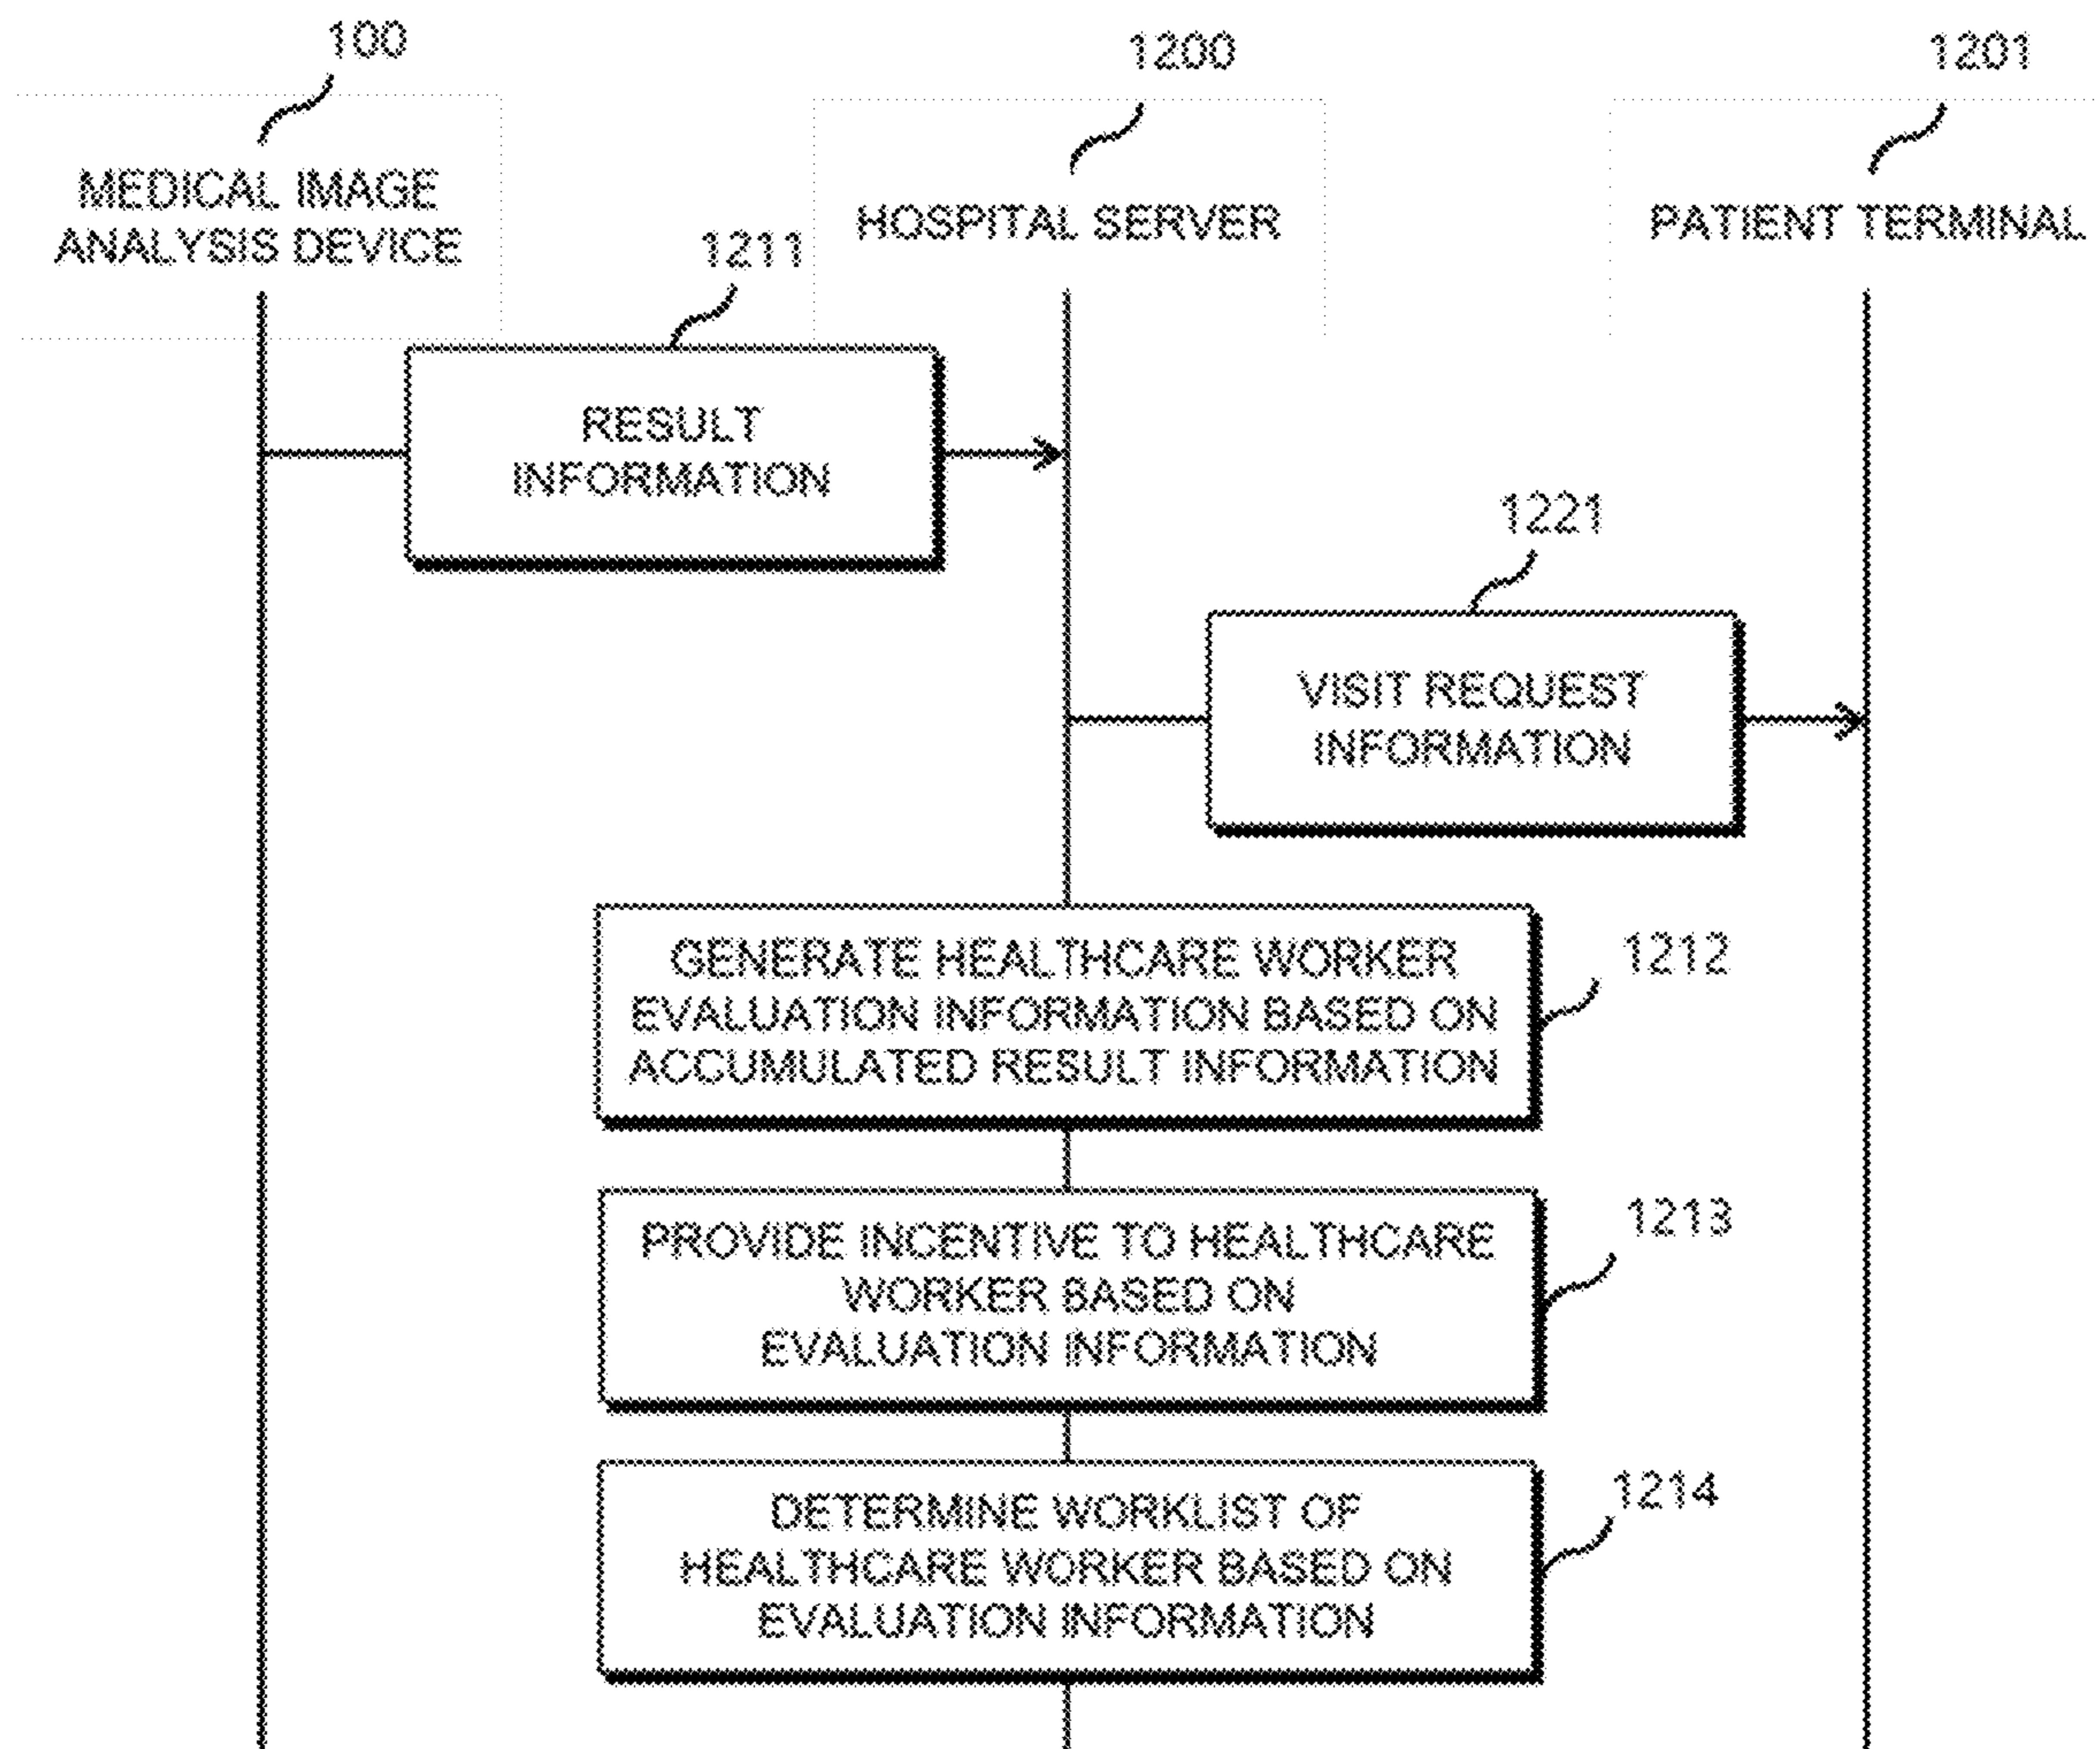 100
1200
1201
MEDICAL IMAGE
ANALYSIS DEVICE
HOSPITAL SERVER
PATIENT TERMINAL
1211
RESULT
INFORMATION
1221
VISIT REQUEST
INFORMATION
GENERATE HEALTHCARE WORKER
EVALUATION INFORMATION BASED ON
ACCUMULATED RESULT INFORMATION
1212
PROVIDE INCENTIVE TO HEALTHCARE
WORKER BASED ON
EVALUATION INFORMATION
1213
DETERMINE WORKLIST OF
HEALTHCARE WORKER BASED ON
EVALUATION INFORMATION
1214